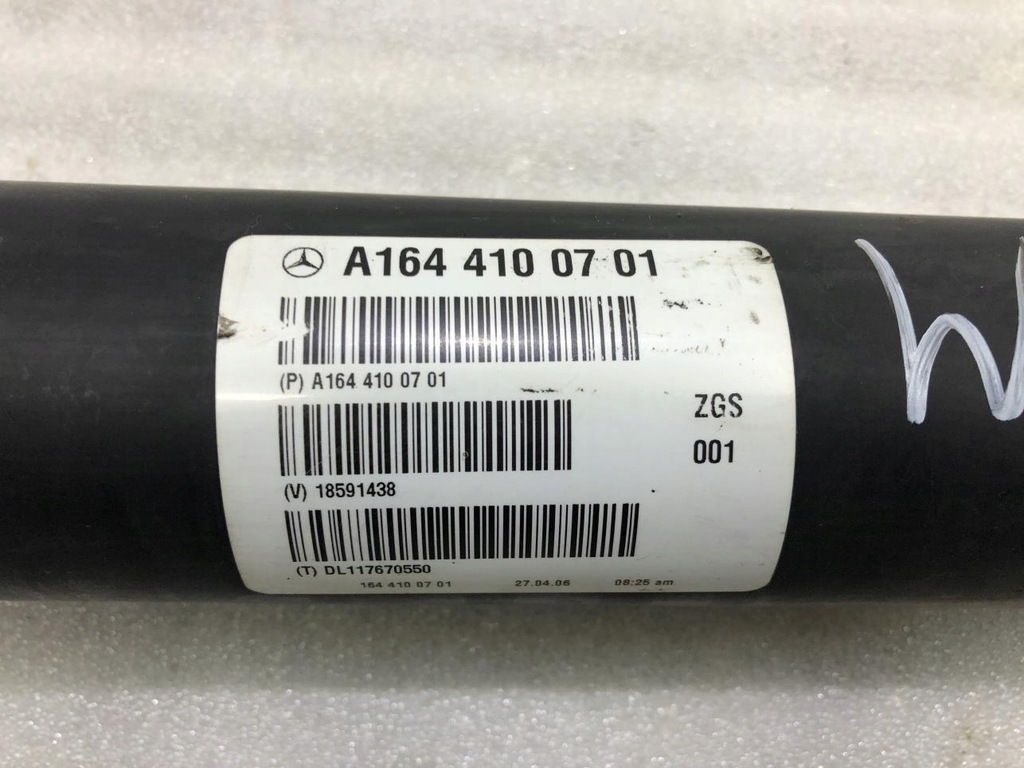 A164 410 07 01
(P) A164 410 07 01
ZGS
001
(V) 18591438
(T) DL117670550
164 410 07 01 27.04.06 08:25 am
W